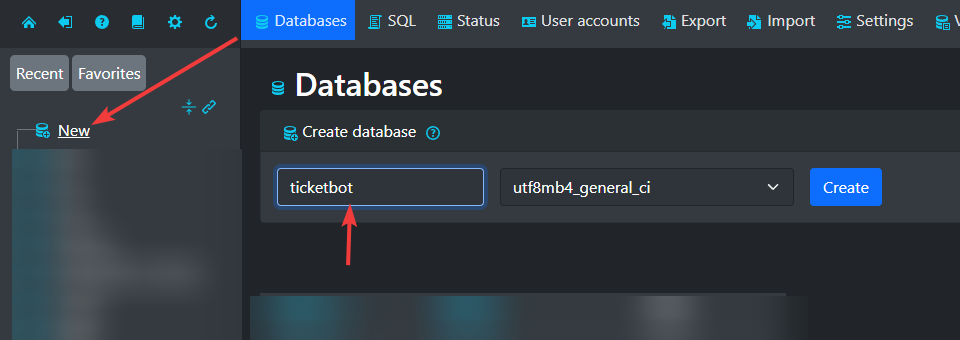 Databases SQL Status User accounts Export Import Settings
Recent Favorites
Databases
New
Create database
ticketbot utf8mb4_general_ci Create